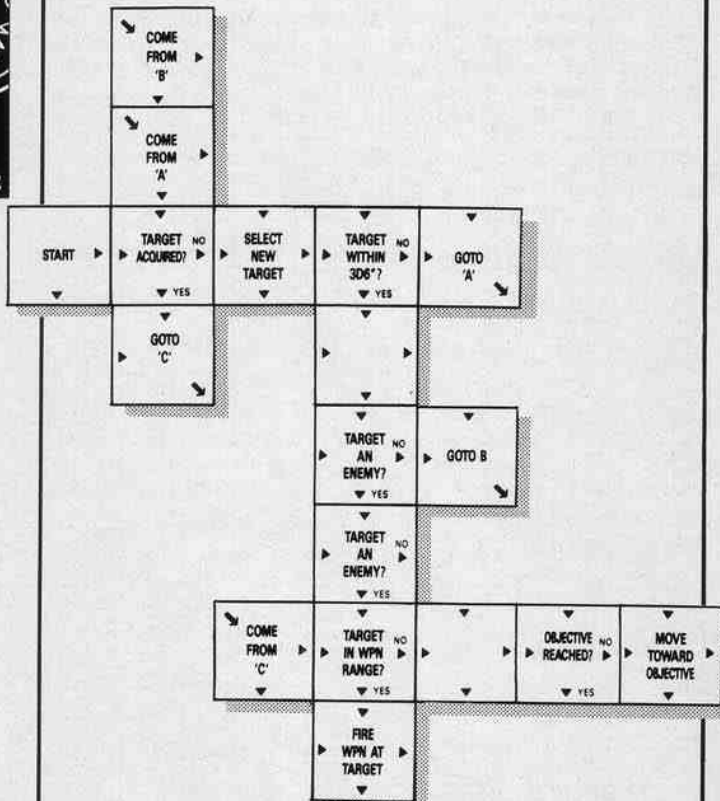 COME
FROM
'B'
COME
FROM
'A'
START
TARGET
ACQUIRED?
NO
YES
SELECT
NEW
TARGET
TARGET
WITHIN
3D6"?
NO
YES
GOTO
'A'
GOTO
'C'
TARGET
AN
ENEMY?
NO
YES
GOTO B
TARGET
AN
ENEMY?
NO
YES
COME
FROM
'C'
TARGET
IN WPN
RANGE?
NO
YES
OBJECTIVE
REACHED?
NO
YES
MOVE
TOWARD
OBJECTIVE
FIRE
WPN AT
TARGET